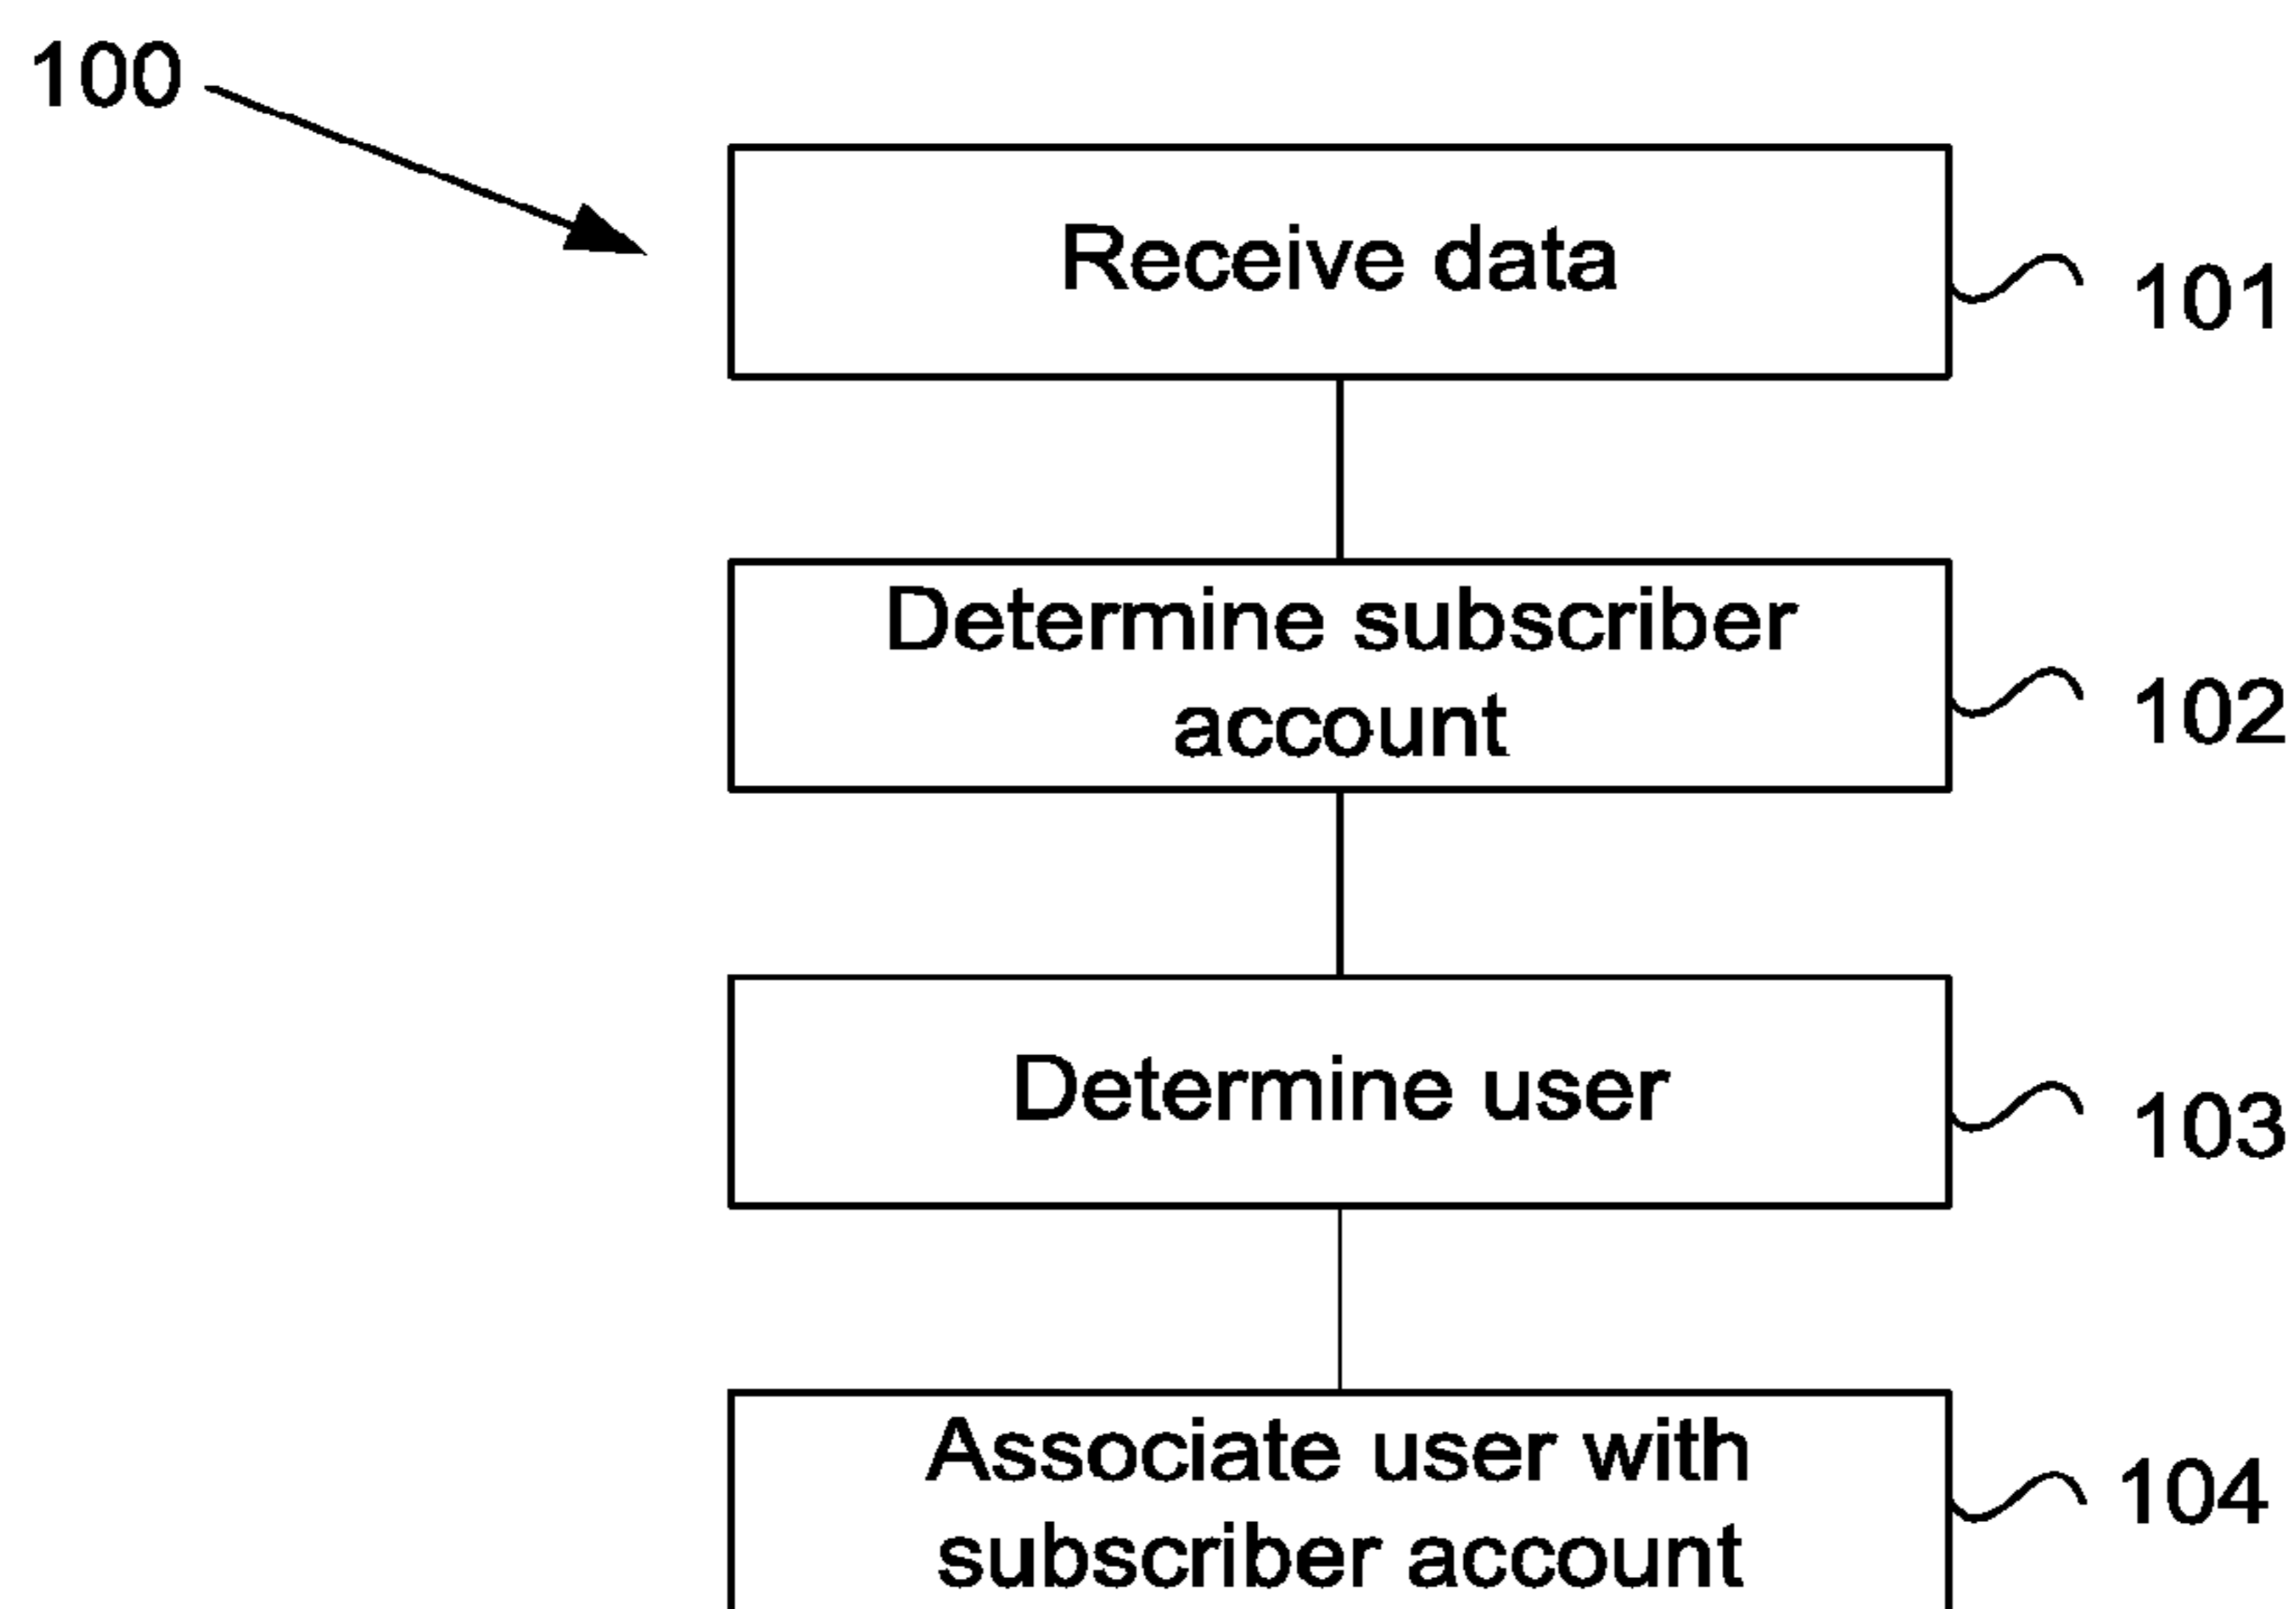 100
Receive data
101
Determine subscriber
account
102
Determine user
103
Associate user with
subscriber account
104